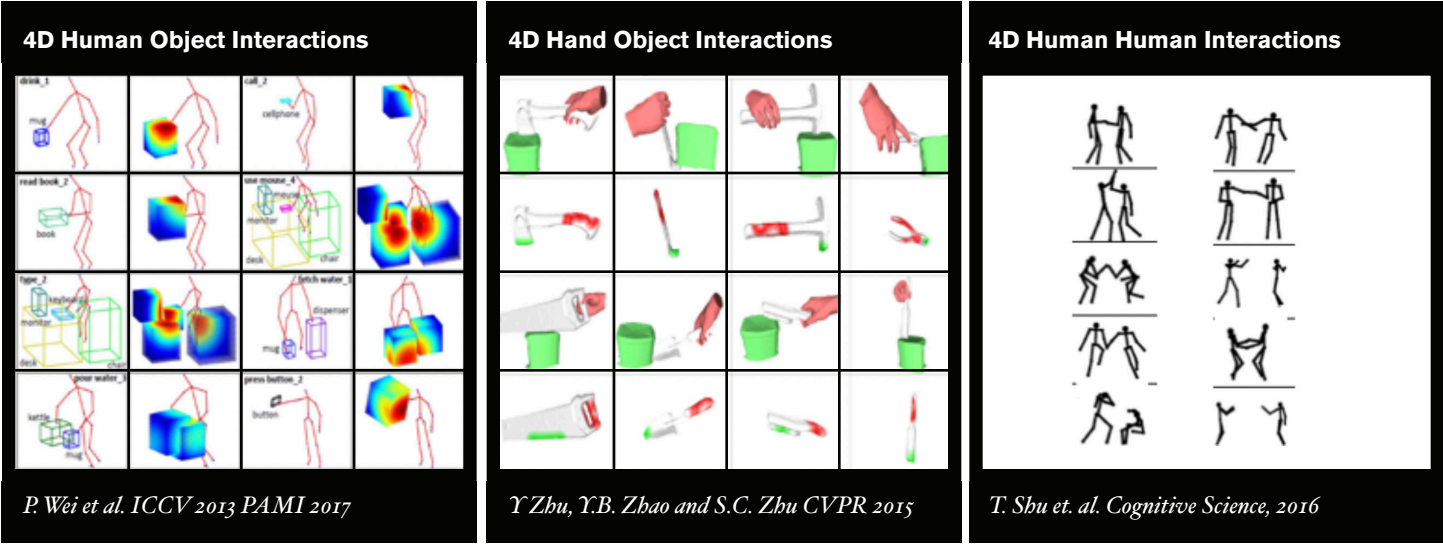 4D Human Object Interactions
drink_1
mug
call_2
cellphone
read book_2
book
use mouse_4
mouse
monitor
desk
chair
type_2
keyboard
monitor
desk
chair
fetch water_1
dispenser
mug
pour water_3
kettle
mug
press button_2
button
P. Wei et al. ICCV 2013 PAMI 2017
4D Hand Object Interactions
Y Zhu, Y.B. Zhao and S.C. Zhu CVPR 2015
4D Human Human Interactions
T. Shu et. al. Cognitive Science, 2016